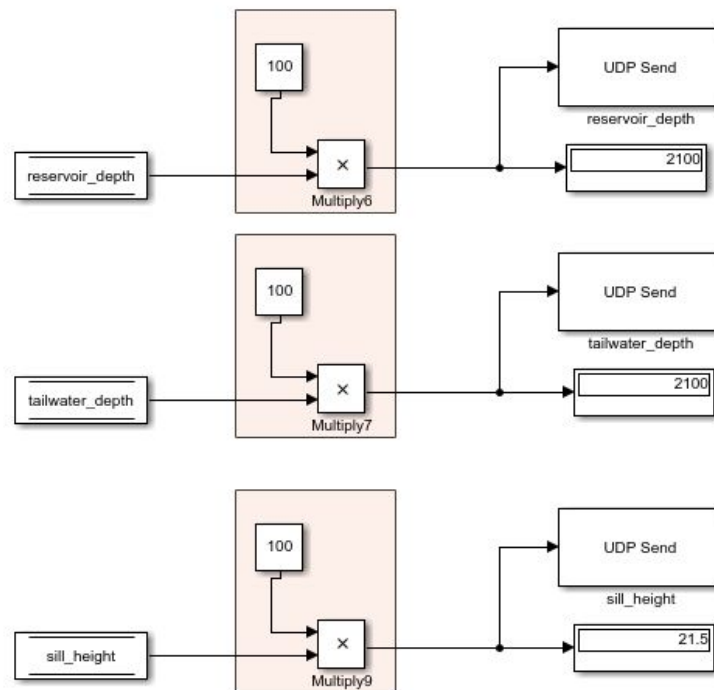 100
UDP Send
reservoir_depth
reservoir_depth
×
2100
Multiply6
100
UDP Send
tailwater_depth
tailwater_depth
×
2100
Multiply7
100
UDP Send
sill_height
sill_height
×
21.5
Multiply9